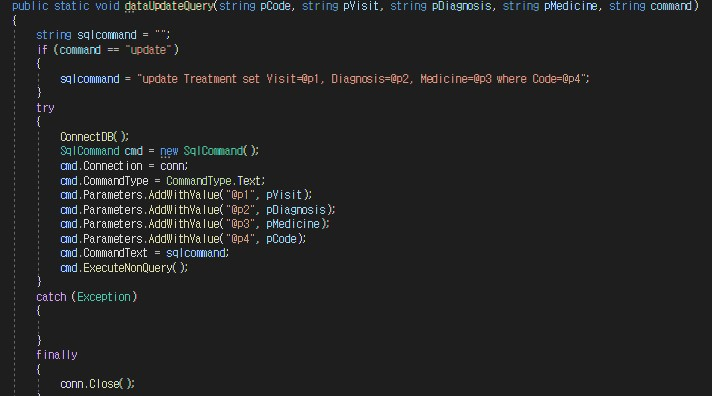 public static void dataUpdateQuery(string pCode, string pVisit, string pDiagnosis, string pMedicine, string command)
{
string sqlcommand = "";
if (command == "update")
{
sqlcommand = "update Treatment set Visit=@p1, Diagnosis=@p2, Medicine=@p3 where Code=@p4";
}
try
{
ConnectDB();
SqlCommand cmd = new SqlCommand();
cmd.Connection = conn;
cmd.CommandType = CommandType.Text;
cmd.Parameters.AddWithValue("@p1", pVisit);
cmd.Parameters.AddWithValue("@p2", pDiagnosis);
cmd.Parameters.AddWithValue("@p3", pMedicine);
cmd.Parameters.AddWithValue("@p4", pCode);
cmd.CommandText = sqlcommand;
cmd.ExecuteNonQuery();
}
catch (Exception)
{
}
finally
{
conn.Close();
}